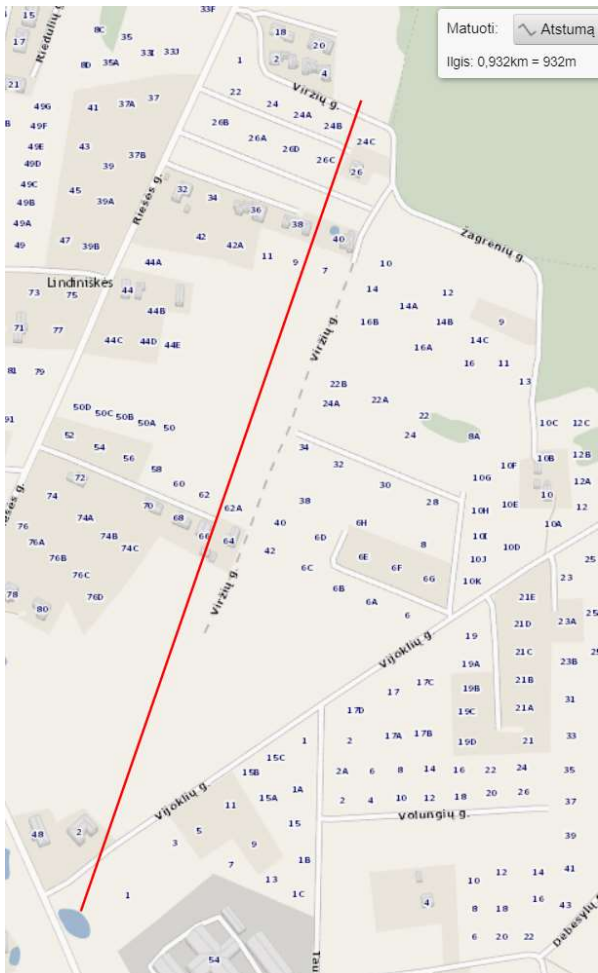 33F
15
8C
35
18
Matuoti: Atstumą
17
33I 33J
20
Riedulių g.
8D 35A
1
2
4
Ilgis: 0,932km = 932m
21
22
Viržių g.
49G 41 37A 37
24
24A
24B
49F
26B
26A
26D
26C
24C
49E 43
37B
49D
39
26
49C 45
32
34
49B
39A
36
49A
Riešės g.
38
40
49 47 39B
42 42A
Žagrėnių g.
44A
11 9 7
10
Lindiniškės
73 75 44
14 12
14A
44B
16B 14B 9
71 77
Viržių g.
44C 44D 44E
16A 14C
16 11
81 79
13
22B
50D 50C 50B 50A 50
24A 22A
22
10C 12C
91
52
54
24 8A
34
56
58
32
10F 10B 12B
72
60
30
10G
10 12A
74
62
38
28
70
62A
10H 10E
12
74A
68
40
6H
10A
76
66 64
6D
8
10I
76A 74B
74C
42
6E
10D
76B
6C
6F
10J
25
76C
6G
10K
23
78
76D
Viržių g.
6B
6A
21E
80
6
25
21D 23A
19
Vijoklių g.
21C
19A
23B
17C
21B
17
19B
31
17D
19C 21A
1
2
17A 17B
19D 21
33
15C
15B
2A 6 8 14 16 22 24 35
1A
Vijoklių g.
15A
2 4 10 12 18 20 26 37
11
15
48 2
5
Volungių g.
39
3
9
7
1B
12 14 41
13
10
1
1C
4
16
43
8 18
54
6 20 22
Debesylų g.
Tau